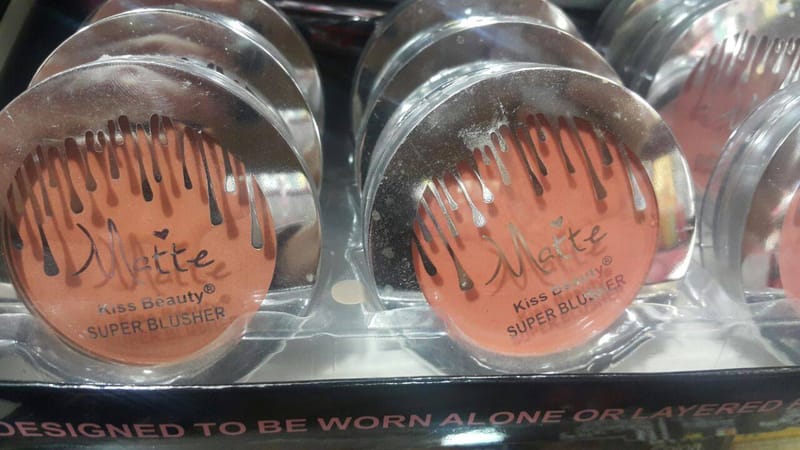 Matte
Kiss Beauty®
SUPER BLUSHER
Matte
Kiss Beauty®
SUPER BLUSHER
DESIGNED TO BE WORN ALONE OR LAYERED